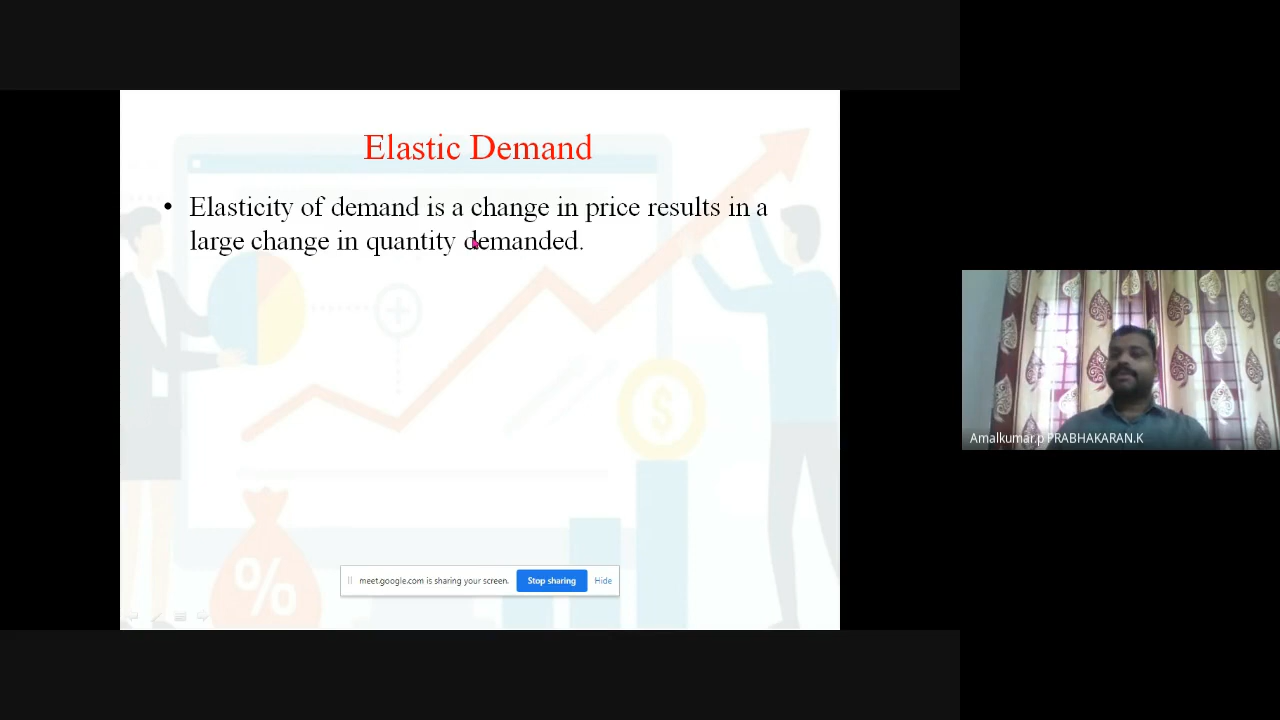 Elastic Demand
• Elasticity of demand is a change in price results in a
large change in quantity demanded.
$
%
meet.google.com is sharing your screen.
Stop sharing
Hide
Amalkumar.p PRABHAKARAN.K